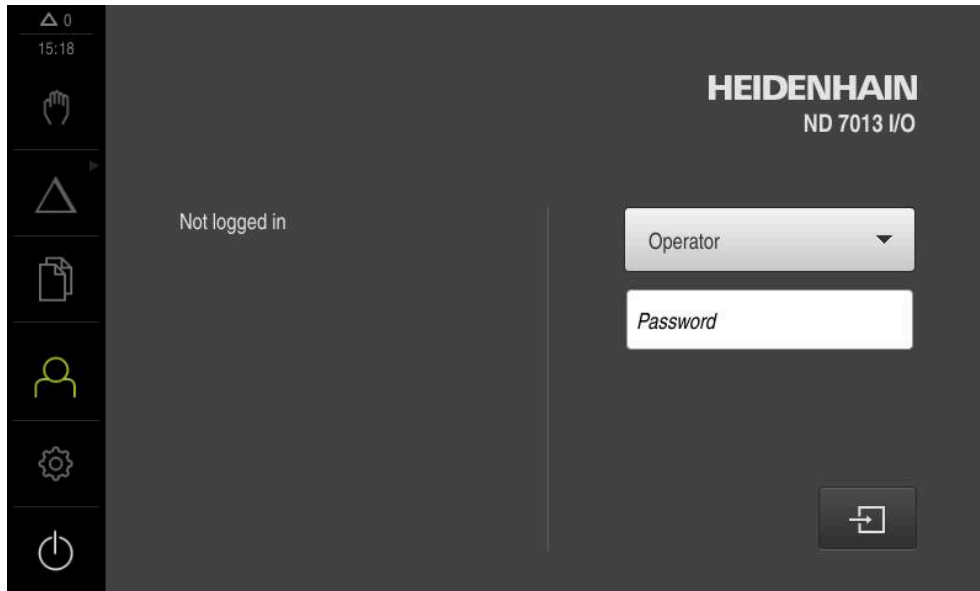 0
15:18
HEIDENHAIN
ND 7013 I/O
Not logged in
Operator
Password